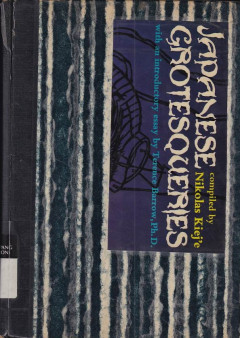 JAPANESE
GROTESQUERIES
compiled by
Nikolas Kiej'e
with an introductory essay by Terence Barrow, Ph.D.